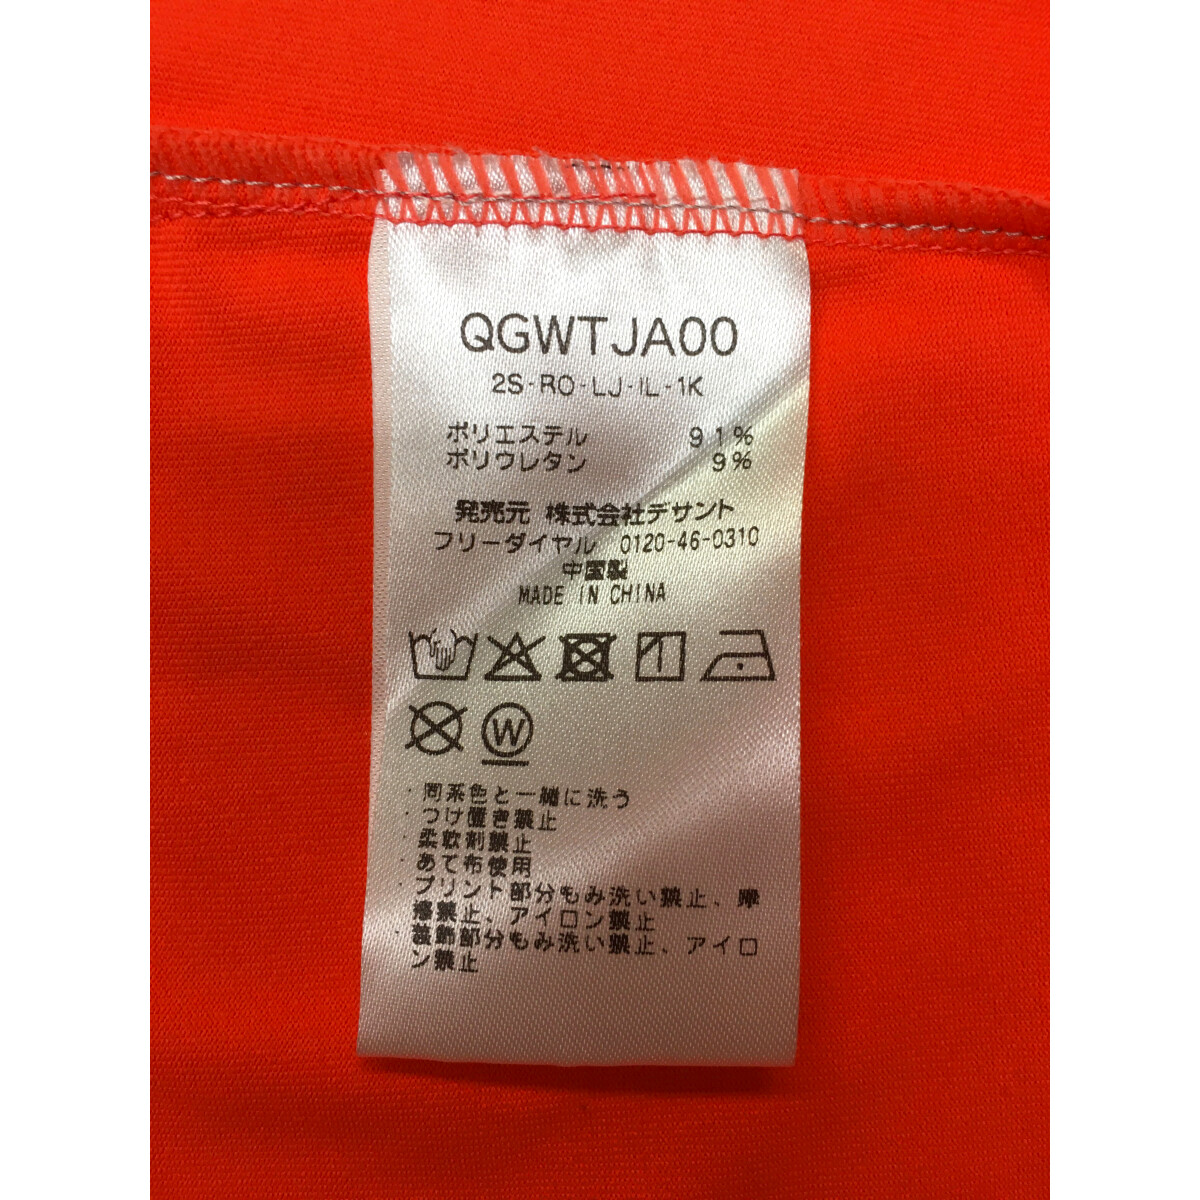 QGWTJA00
2S-RO-LJ-IL-1K
ポリエステル 91%
ポリウレタン 9%
発売元 株式会社デサント
フリーダイヤル 0120-46-0310
中国製
MADE IN CHINA
W
・同系色と一緒に洗う
・つけ置き禁止
・柔軟剤禁止
・あて布使用
・プリント部分もみ洗い禁止、摩
擦禁止、アイロン禁止
・装飾部分もみ洗い禁止、アイロ
ン禁止